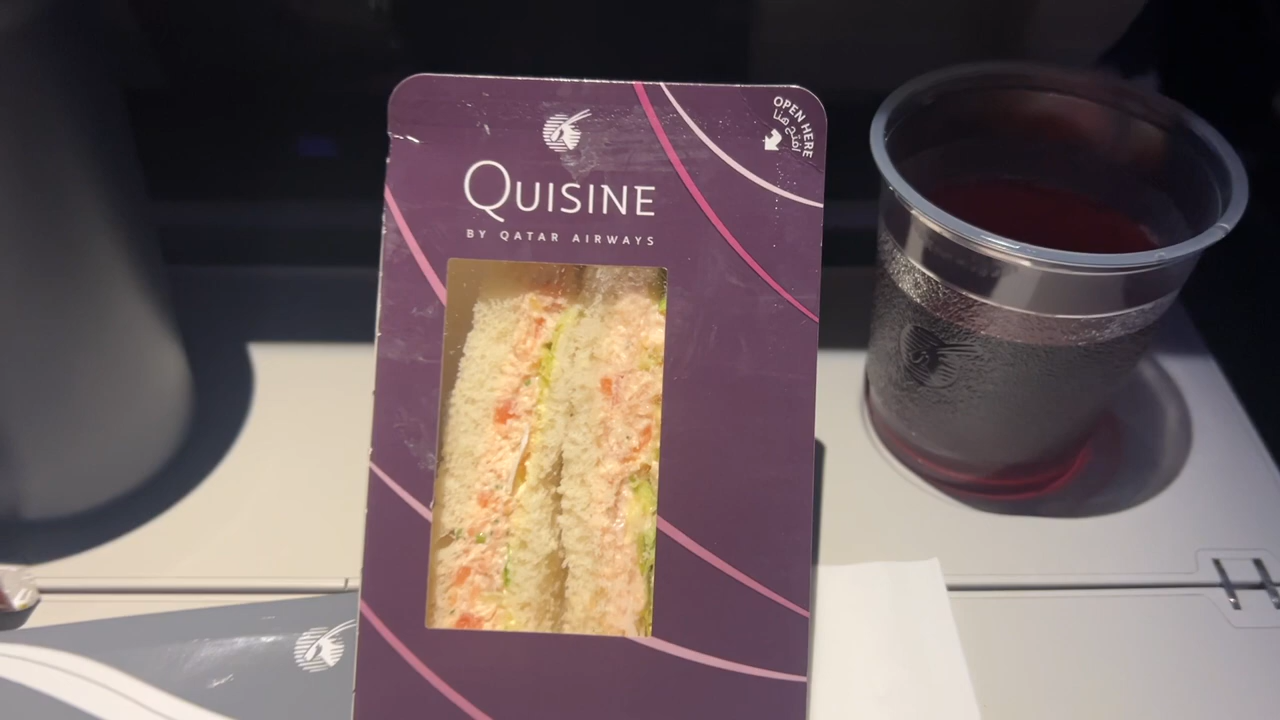 QUISINE
BY QATAR AIRWAYS
OPEN HERE
افتح هنا